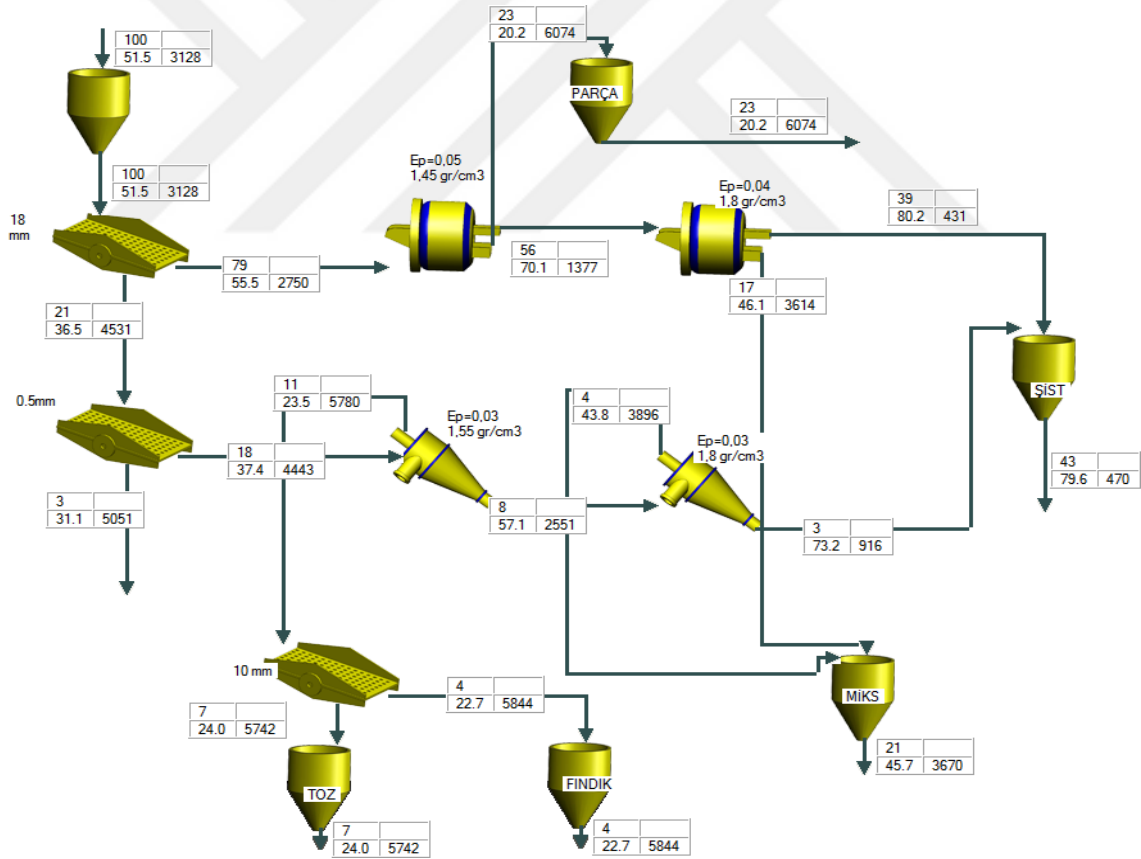 23
20.2 6074
100
51.5 3128
PARÇA
23
20.2 6074
Ep=0,05
1,45 gr/cm3
100
51.5 3128
Ep=0,04
1,8 gr/cm3
39
80.2 431
18
mm
79
55.5 2750
56
70.1 1377
17
46.1 3614
21
36.5 4531
ŞİST
0.5mm
11
23.5 5780
Ep=0,03
1,55 gr/cm3
4
43.8 3896
Ep=0,03
1,8 gr/cm3
18
37.4 4443
43
79.6 470
3
31.1 5051
8
57.1 2551
3
73.2 916
10 mm
4
22.7 5844
MİKS
7
24.0 5742
21
45.7 3670
TOZ
FINDIK
7
24.0 5742
4
22.7 5844